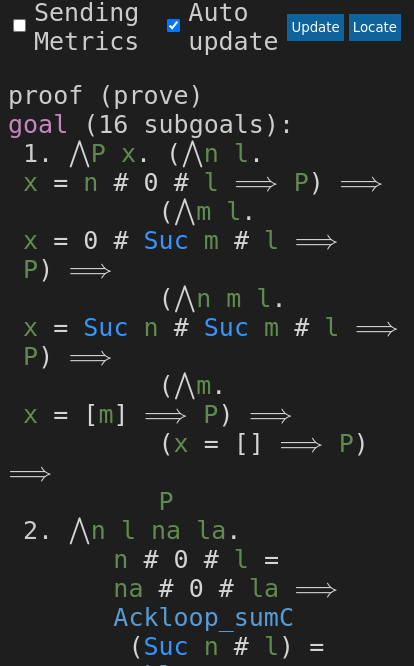 Sending Metrics
Auto update
Update
Locate
proof (prove)
goal (16 subgoals):
1. ⋀P x. (⋀n l.
x = n # 0 # l ⟹ P) ⟹
(⋀m l.
x = 0 # Suc m # l ⟹
P) ⟹
(⋀n m l.
x = Suc n # Suc m # l ⟹
P) ⟹
(⋀m.
x = [m] ⟹ P) ⟹
(x = [] ⟹ P)
⟹
P
2. ⋀n l na la.
n # 0 # l =
na # 0 # la ⟹
Ackloop_sumC
(Suc n # l) =